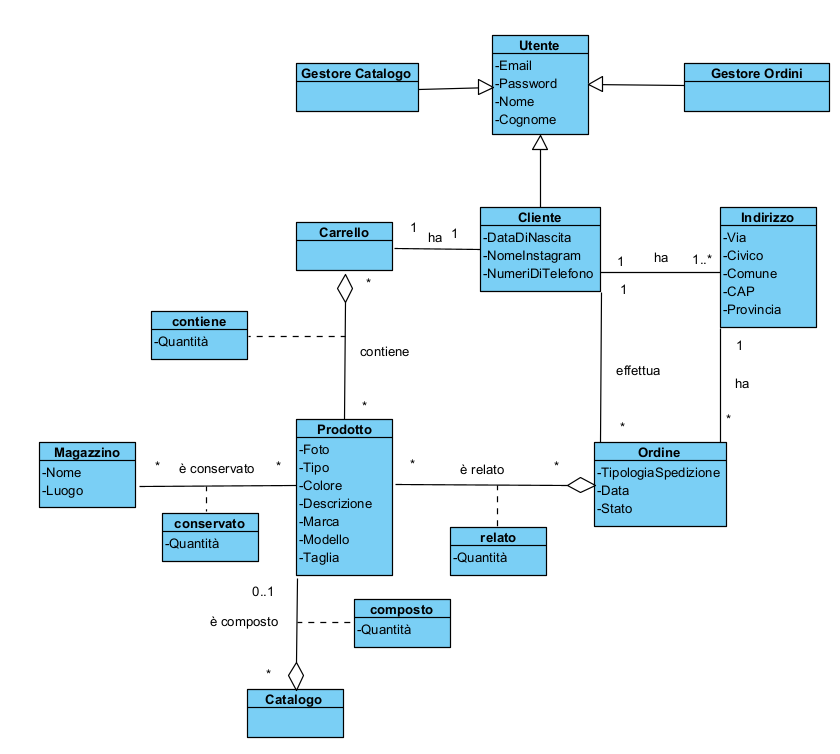 Utente
-Email
-Password
-Nome
-Cognome
Gestore Catalogo
Gestore Ordini
Cliente
-DataDiNascita
-NomeInstagram
-NumeriDiTelefono
Indirizzo
-Via
-Civico
-Comune
-CAP
-Provincia
Carrello
1
ha
1
1
ha
1..*
*
1
contiene
-Quantità
contiene
*
effettua
*
1
ha
*
Prodotto
-Foto
-Tipo
-Colore
-Descrizione
-Marca
-Modello
-Taglia
Magazzino
-Nome
-Luogo
*
è conservato
*
conservato
-Quantità
*
è relato
*
relato
-Quantità
Ordine
-TipologiaSpedizione
-Data
-Stato
0..1
è composto
*
composto
-Quantità
Catalogo